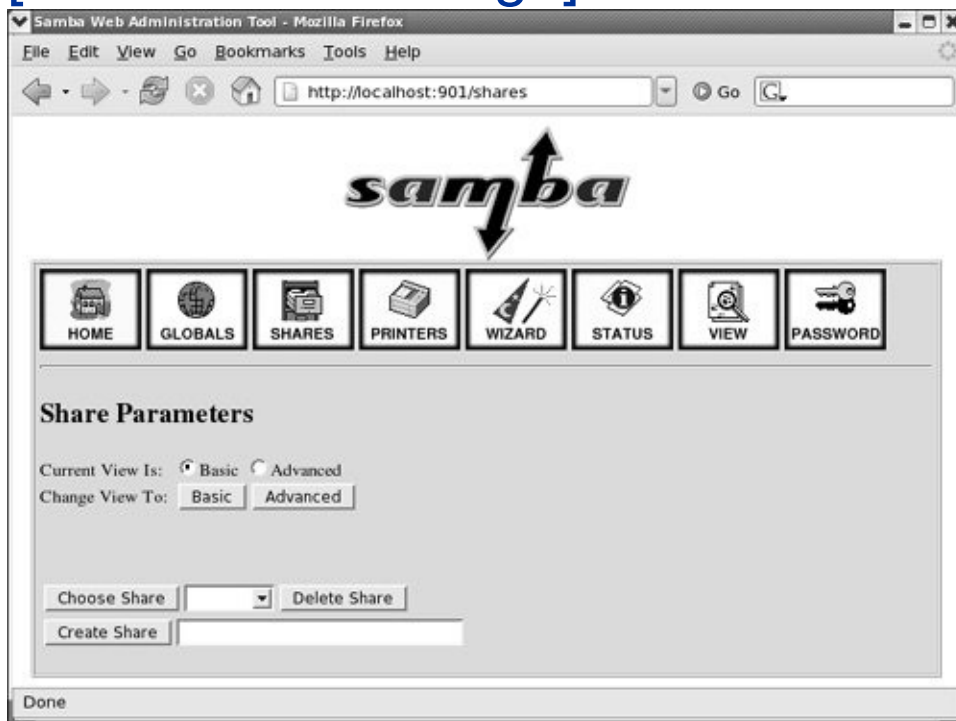 Samba Web Administration Tool - Mozilla Firefox
File Edit View Go Bookmarks Tools Help
http://localhost:901/shares Go G
samba
HOME GLOBALS SHARES PRINTERS WIZARD STATUS VIEW PASSWORD
Share Parameters
Current View Is: Basic Advanced
Change View To: Basic Advanced
Choose Share Delete Share
Create Share
Done